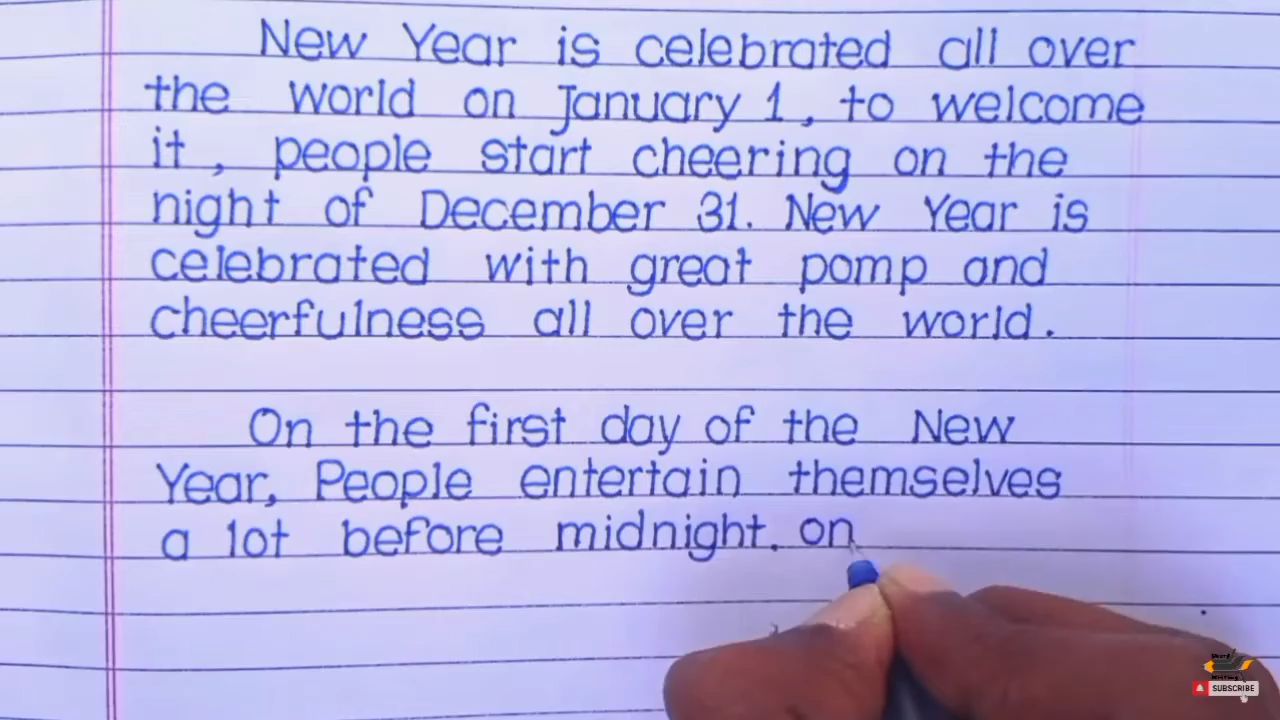 New Year is celebrated all over
the world on January 1, to welcome
it, people start cheering on the
night of December 31. New Year is
celebrated with great pomp and
cheerfulness all over the world.
On the first day of the New
Year, People entertain themselves
a lot before midnight. on
SUBSCRIBE